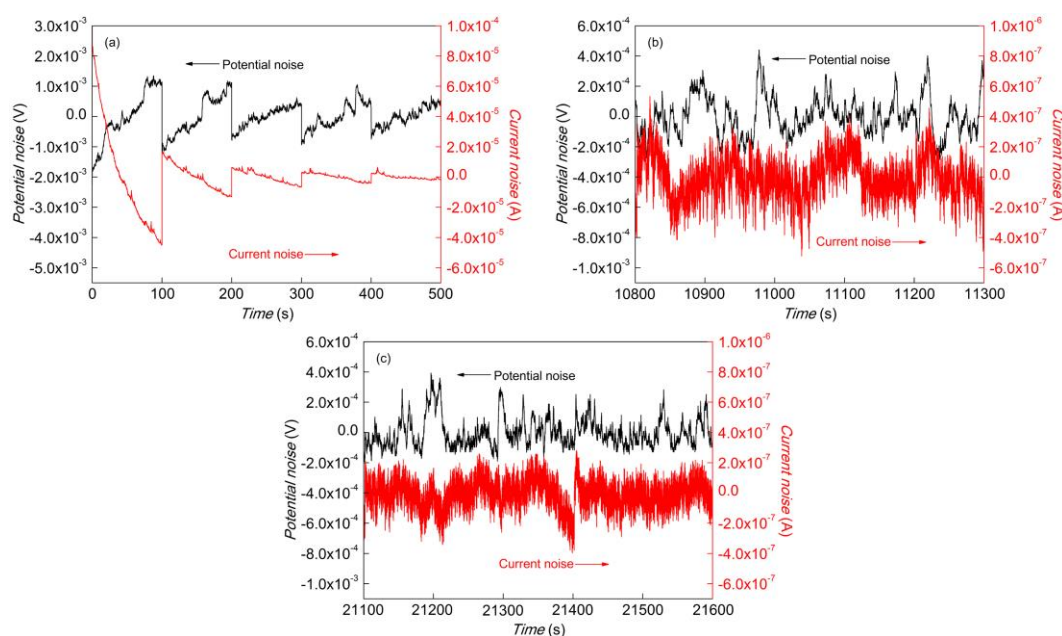 (a)
Potential noise
Current noise
Potential noise (V)
3.0x10⁻³
2.0x10⁻³
1.0x10⁻³
0.0
-1.0x10⁻³
-2.0x10⁻³
-3.0x10⁻³
-4.0x10⁻³
-5.0x10⁻³
1.0x10⁻⁴
8.0x10⁻⁵
6.0x10⁻⁵
4.0x10⁻⁵
2.0x10⁻⁵
0.0
-2.0x10⁻⁵
-4.0x10⁻⁵
-6.0x10⁻⁵
Current noise (A)
0 100 200 300 400 500
Time (s)
(b)
Potential noise
Current noise
Potential noise (V)
6.0x10⁻⁴
4.0x10⁻⁴
2.0x10⁻⁴
0.0
-2.0x10⁻⁴
-4.0x10⁻⁴
-6.0x10⁻⁴
-8.0x10⁻⁴
-1.0x10⁻³
1.0x10⁻⁶
8.0x10⁻⁷
6.0x10⁻⁷
4.0x10⁻⁷
2.0x10⁻⁷
0.0
-2.0x10⁻⁷
-4.0x10⁻⁷
-6.0x10⁻⁷
Current noise (A)
10800 10900 11000 11100 11200 11300
Time (s)
(c)
Potential noise
Current noise
Potential noise (V)
6.0x10⁻⁴
4.0x10⁻⁴
2.0x10⁻⁴
0.0
-2.0x10⁻⁴
-4.0x10⁻⁴
-6.0x10⁻⁴
-8.0x10⁻⁴
-1.0x10⁻³
1.0x10⁻⁶
8.0x10⁻⁷
6.0x10⁻⁷
4.0x10⁻⁷
2.0x10⁻⁷
0.0
-2.0x10⁻⁷
-4.0x10⁻⁷
-6.0x10⁻⁷
Current noise (A)
21100 21200 21300 21400 21500 21600
Time (s)